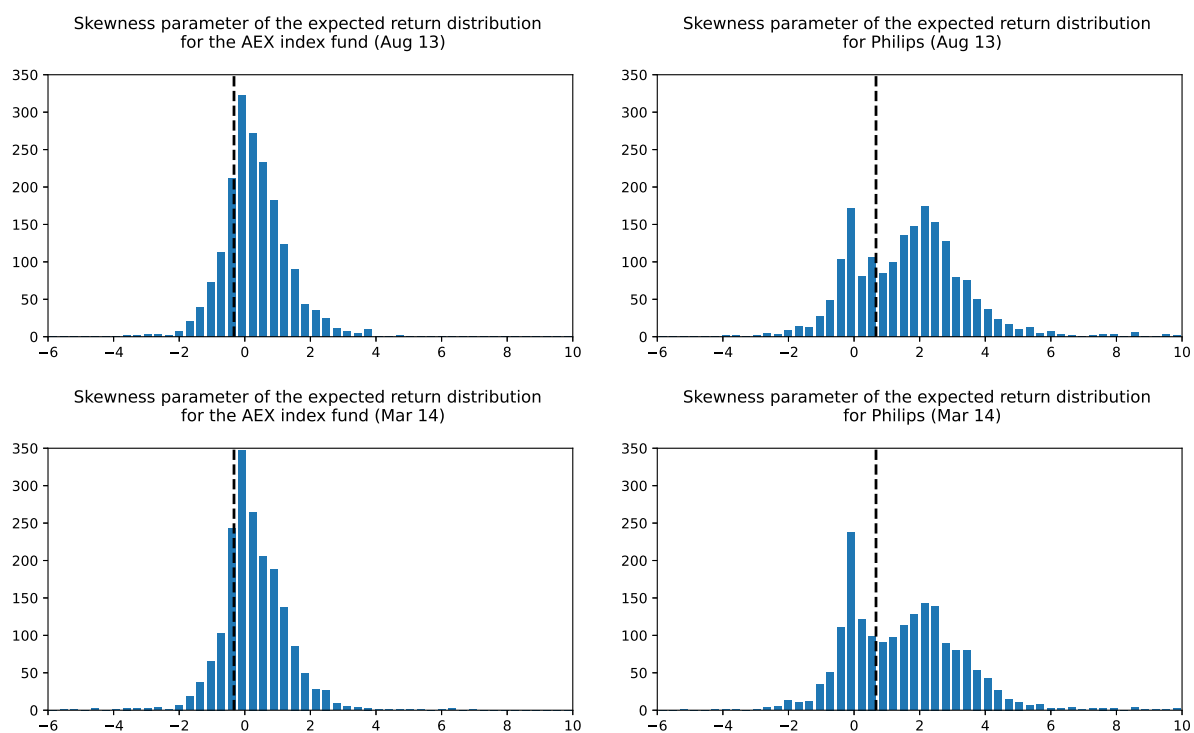 Skewness parameter of the expected return distribution
for the AEX index fund (Aug 13)
350
300
250
200
150
100
50
0
−6 −4 −2 0 2 4 6 8 10
Skewness parameter of the expected return distribution
for Philips (Aug 13)
350
300
250
200
150
100
50
0
−6 −4 −2 0 2 4 6 8 10
Skewness parameter of the expected return distribution
for the AEX index fund (Mar 14)
350
300
250
200
150
100
50
0
−6 −4 −2 0 2 4 6 8 10
Skewness parameter of the expected return distribution
for Philips (Mar 14)
350
300
250
200
150
100
50
0
−6 −4 −2 0 2 4 6 8 10